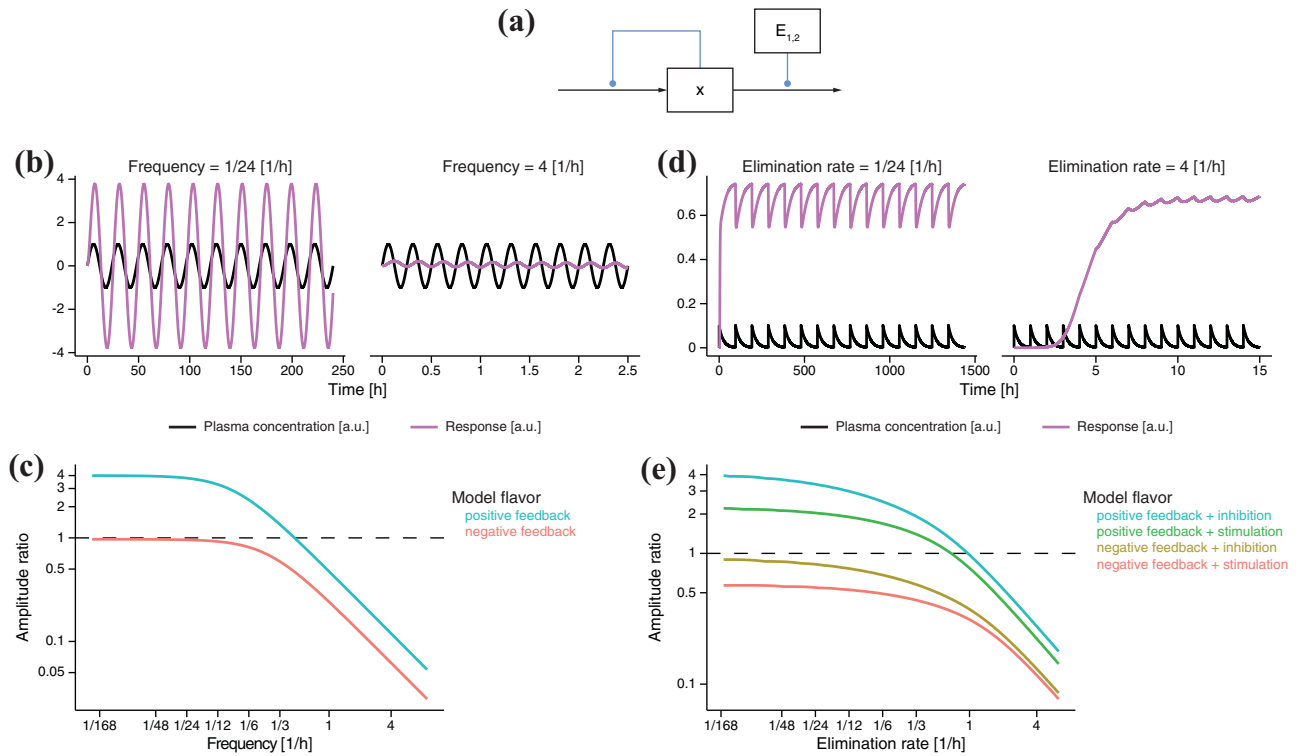 (a)
E1,2
x
(b)
Frequency = 1/24 [1/h]
Frequency = 4 [1/h]
4
2
0
-2
-4
0 50 100 150 200 250
0 0.5 1 1.5 2 2.5
Time [h]
Plasma concentration [a.u.] Response [a.u.]
(d)
Elimination rate = 1/24 [1/h]
Elimination rate = 4 [1/h]
0.6
0.4
0.2
0
0 500 1000 1500
0 5 10 15
Time [h]
Plasma concentration [a.u.] Response [a.u.]
(c)
Amplitude ratio
4
3
2
1
0.5
0.1
0.05
1/168 1/48 1/24 1/12 1/6 1/3 1 4
Frequency [1/h]
Model flavor
positive feedback
negative feedback
(e)
Amplitude ratio
4
3
2
1
0.5
0.1
1/168 1/48 1/24 1/12 1/6 1/3 1 4
Elimination rate [1/h]
Model flavor
positive feedback + inhibition
positive feedback + stimulation
negative feedback + inhibition
negative feedback + stimulation